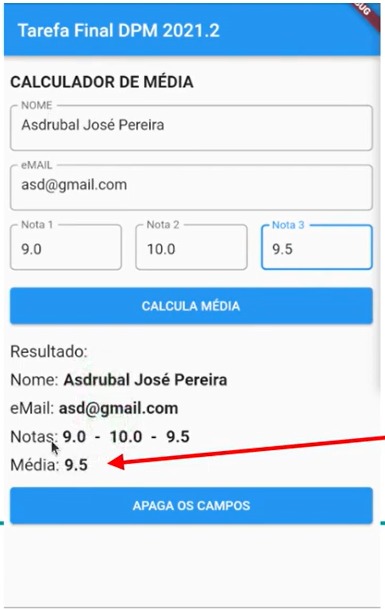 UG
Tarefa Final DPM 2021.2
CALCULADOR DE MÉDIA
NOME
Asdrubal José Pereira
eMAIL
asd@gmail.com
Nota 1 Nota 2 Nota 3
9.0 10.0 9.5
CALCULA MÉDIA
Resultado:
Nome: Asdrubal José Pereira
eMail: asd@gmail.com
Notas: 9.0 - 10.0 - 9.5
Média: 9.5
APAGA OS CAMPOS